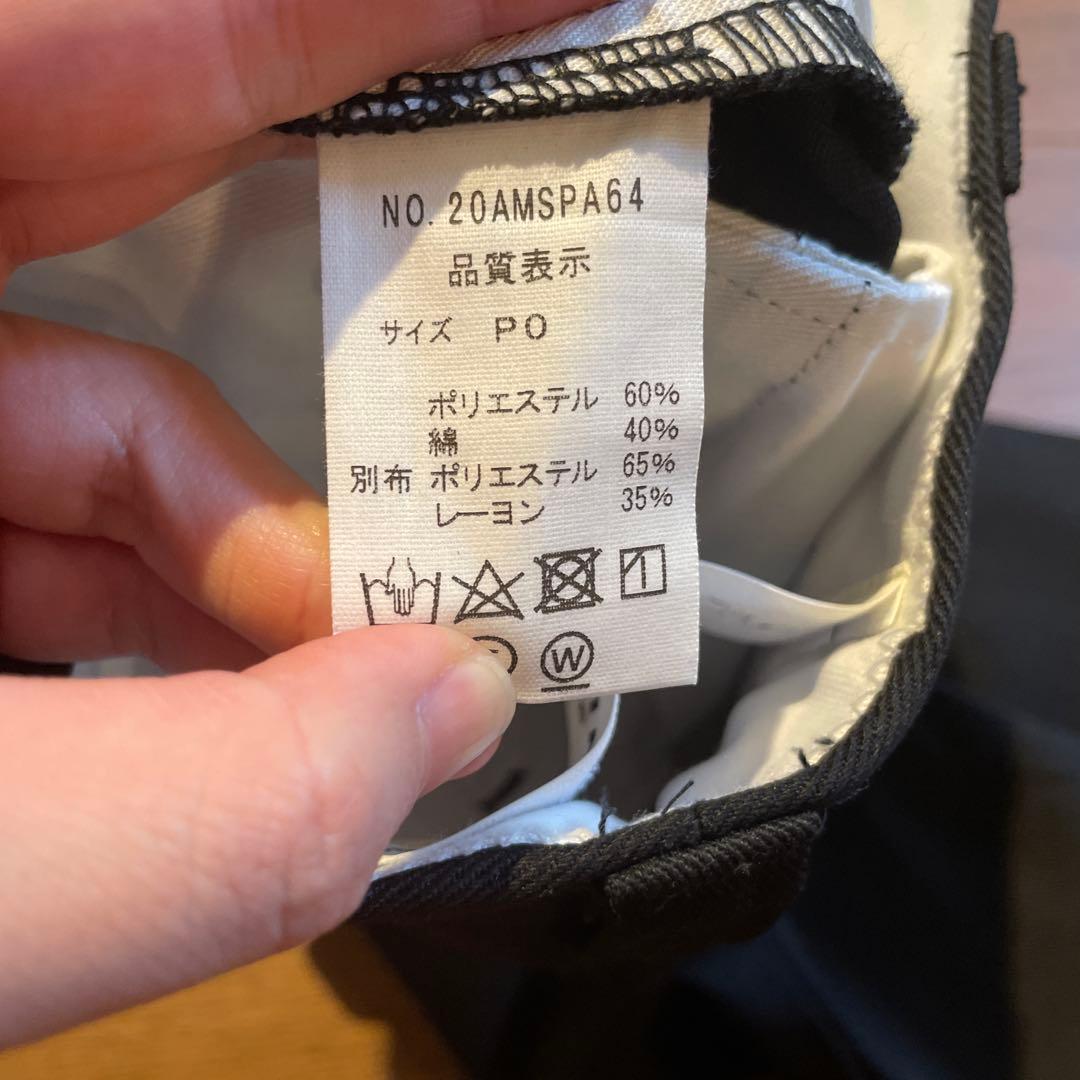 NO. 20AMSPA64
品質表示
サイズ PO
ポリエステル 60%
綿 40%
別布 ポリエステル 65%
レーヨン 35%
W